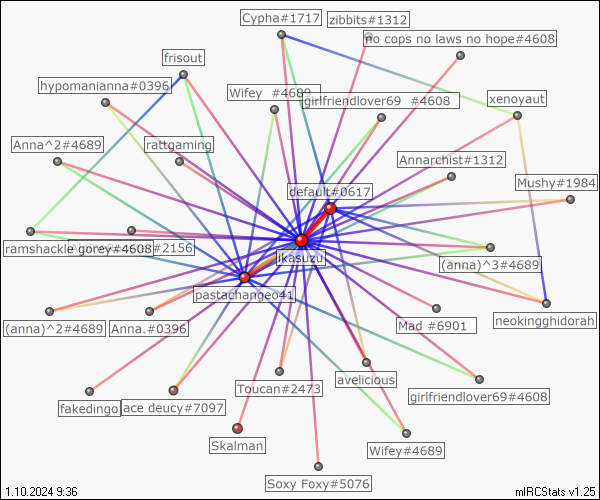 Cypha#1717
zibbits#1312
no cops no laws no hope#4608
frisout
hypomanianna#0396
Wifey #4689
girlfriendlover69 #4608
xenoyaut
Anna^2#4689
rattgaming
Annarchist#1312
default#0617
Mushy#1984
ramshackle gorey#4608
#2156
ikasuzu
(anna)^3#4689
pastachangeo41
(anna)^2#4689
Anna.#0396
Mad #6901
neokingghidorah
Toucan#2473
avelicious
girlfriendlover69#4608
fakedingo
ace deucy#7097
Skalman
Wifey#4689
Soxy Foxy#5076
1.10.2024 9:36
mIRCStats v1.25